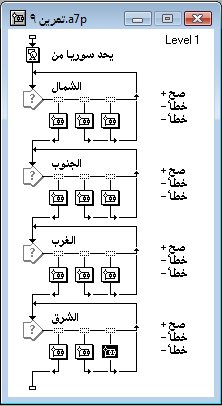 تمرين ٩.a7p
Level 1
يحد سوريا من
الشمال
+ صح
- خطأ
- خطأ
?
الجنوب
+ صح
- خطأ
- خطأ
?
الغرب
+ صح
- خطأ
- خطأ
?
الشرق
+ صح
- خطأ
- خطأ
?